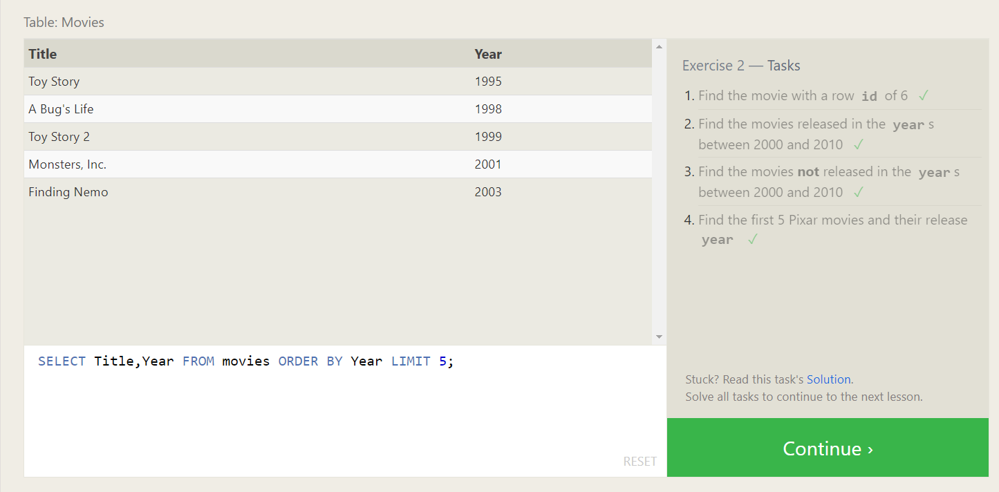 Table: Movies
Title Year
Toy Story 1995
A Bug's Life 1998
Toy Story 2 1999
Monsters, Inc. 2001
Finding Nemo 2003
SELECT Title,Year FROM movies ORDER BY Year LIMIT 5;
RESET
Exercise 2 — Tasks
1. Find the movie with a row id of 6 ✓
2. Find the movies released in the year s
between 2000 and 2010 ✓
3. Find the movies not released in the year s
between 2000 and 2010 ✓
4. Find the first 5 Pixar movies and their release
year ✓
Stuck? Read this task's Solution.
Solve all tasks to continue to the next lesson.
Continue ›